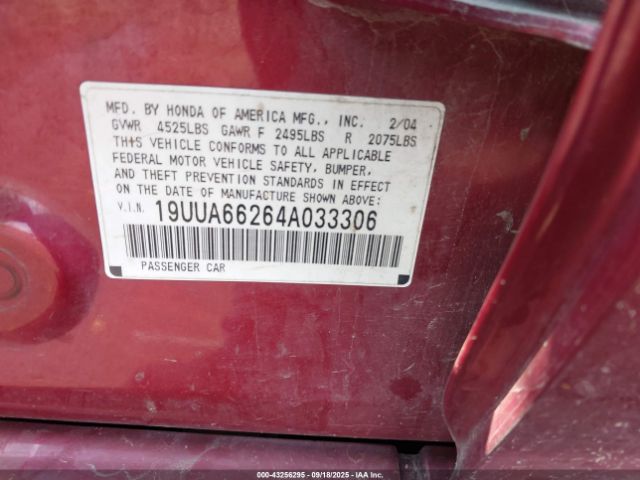 MFD. BY HONDA OF AMERICA MFG., INC. 2/04
GVWR 4525LBS GAWR F 2495LBS R 2075LBS
THIS VEHICLE CONFORMS TO ALL APPLICABLE
FEDERAL MOTOR VEHICLE SAFETY, BUMPER,
AND THEFT PREVENTION STANDARDS IN EFFECT
ON THE DATE OF MANUFACTURE SHOWN ABOVE.
V.I.N. 19UUA66264A033306
PASSENGER CAR
© 00-43256295 - 09/18/2025 - IAA Inc.